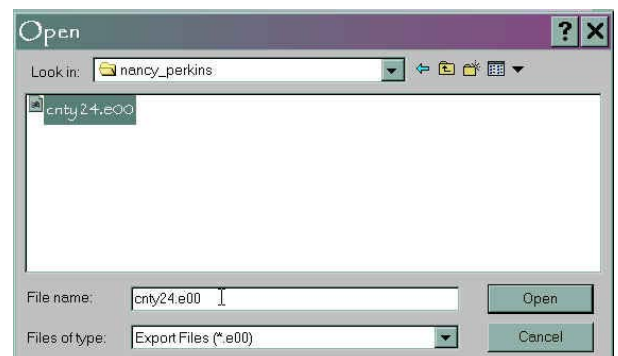 Open ? X
Look in: nancy_perkins
cnty24.e00
File name: cnty24.e00
Open
Files of type: Export Files (*.e00)
Cancel